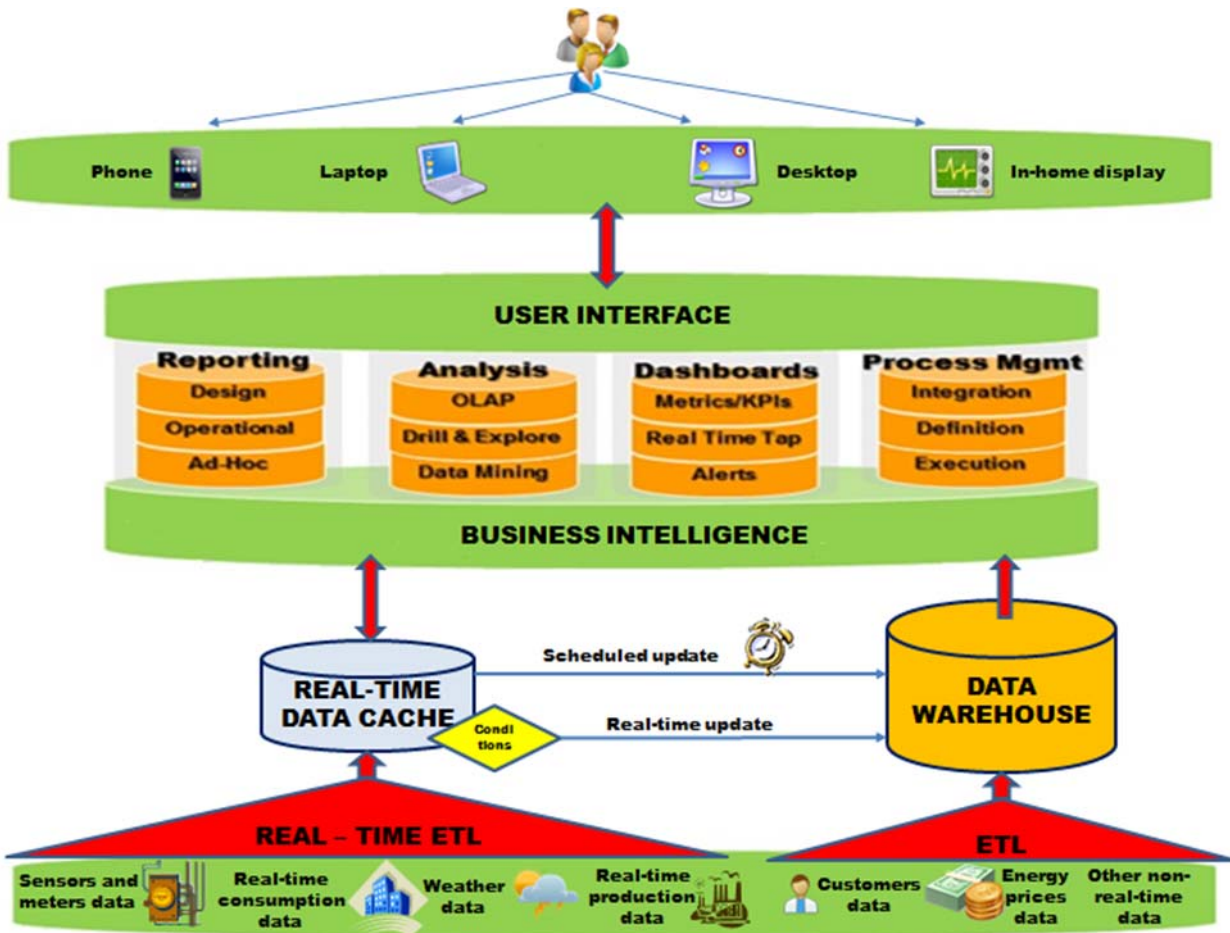 Phone
Laptop
Desktop
In-home display
USER INTERFACE
Reporting
Design
Operational
Ad-Hoc
Analysis
OLAP
Drill & Explore
Data Mining
Dashboards
Metrics/KPIs
Real Time Tap
Alerts
Process Mgmt
Integration
Definition
Execution
BUSINESS INTELLIGENCE
Scheduled update
REAL-TIME
DATA CACHE
Condi
tions
Real-time update
DATA
WAREHOUSE
REAL – TIME ETL
ETL
Sensors and
meters data
Real-time
consumption
data
Weather
data
Real-time
production
data
Customers
data
Energy
prices
data
Other non-
real-time
data